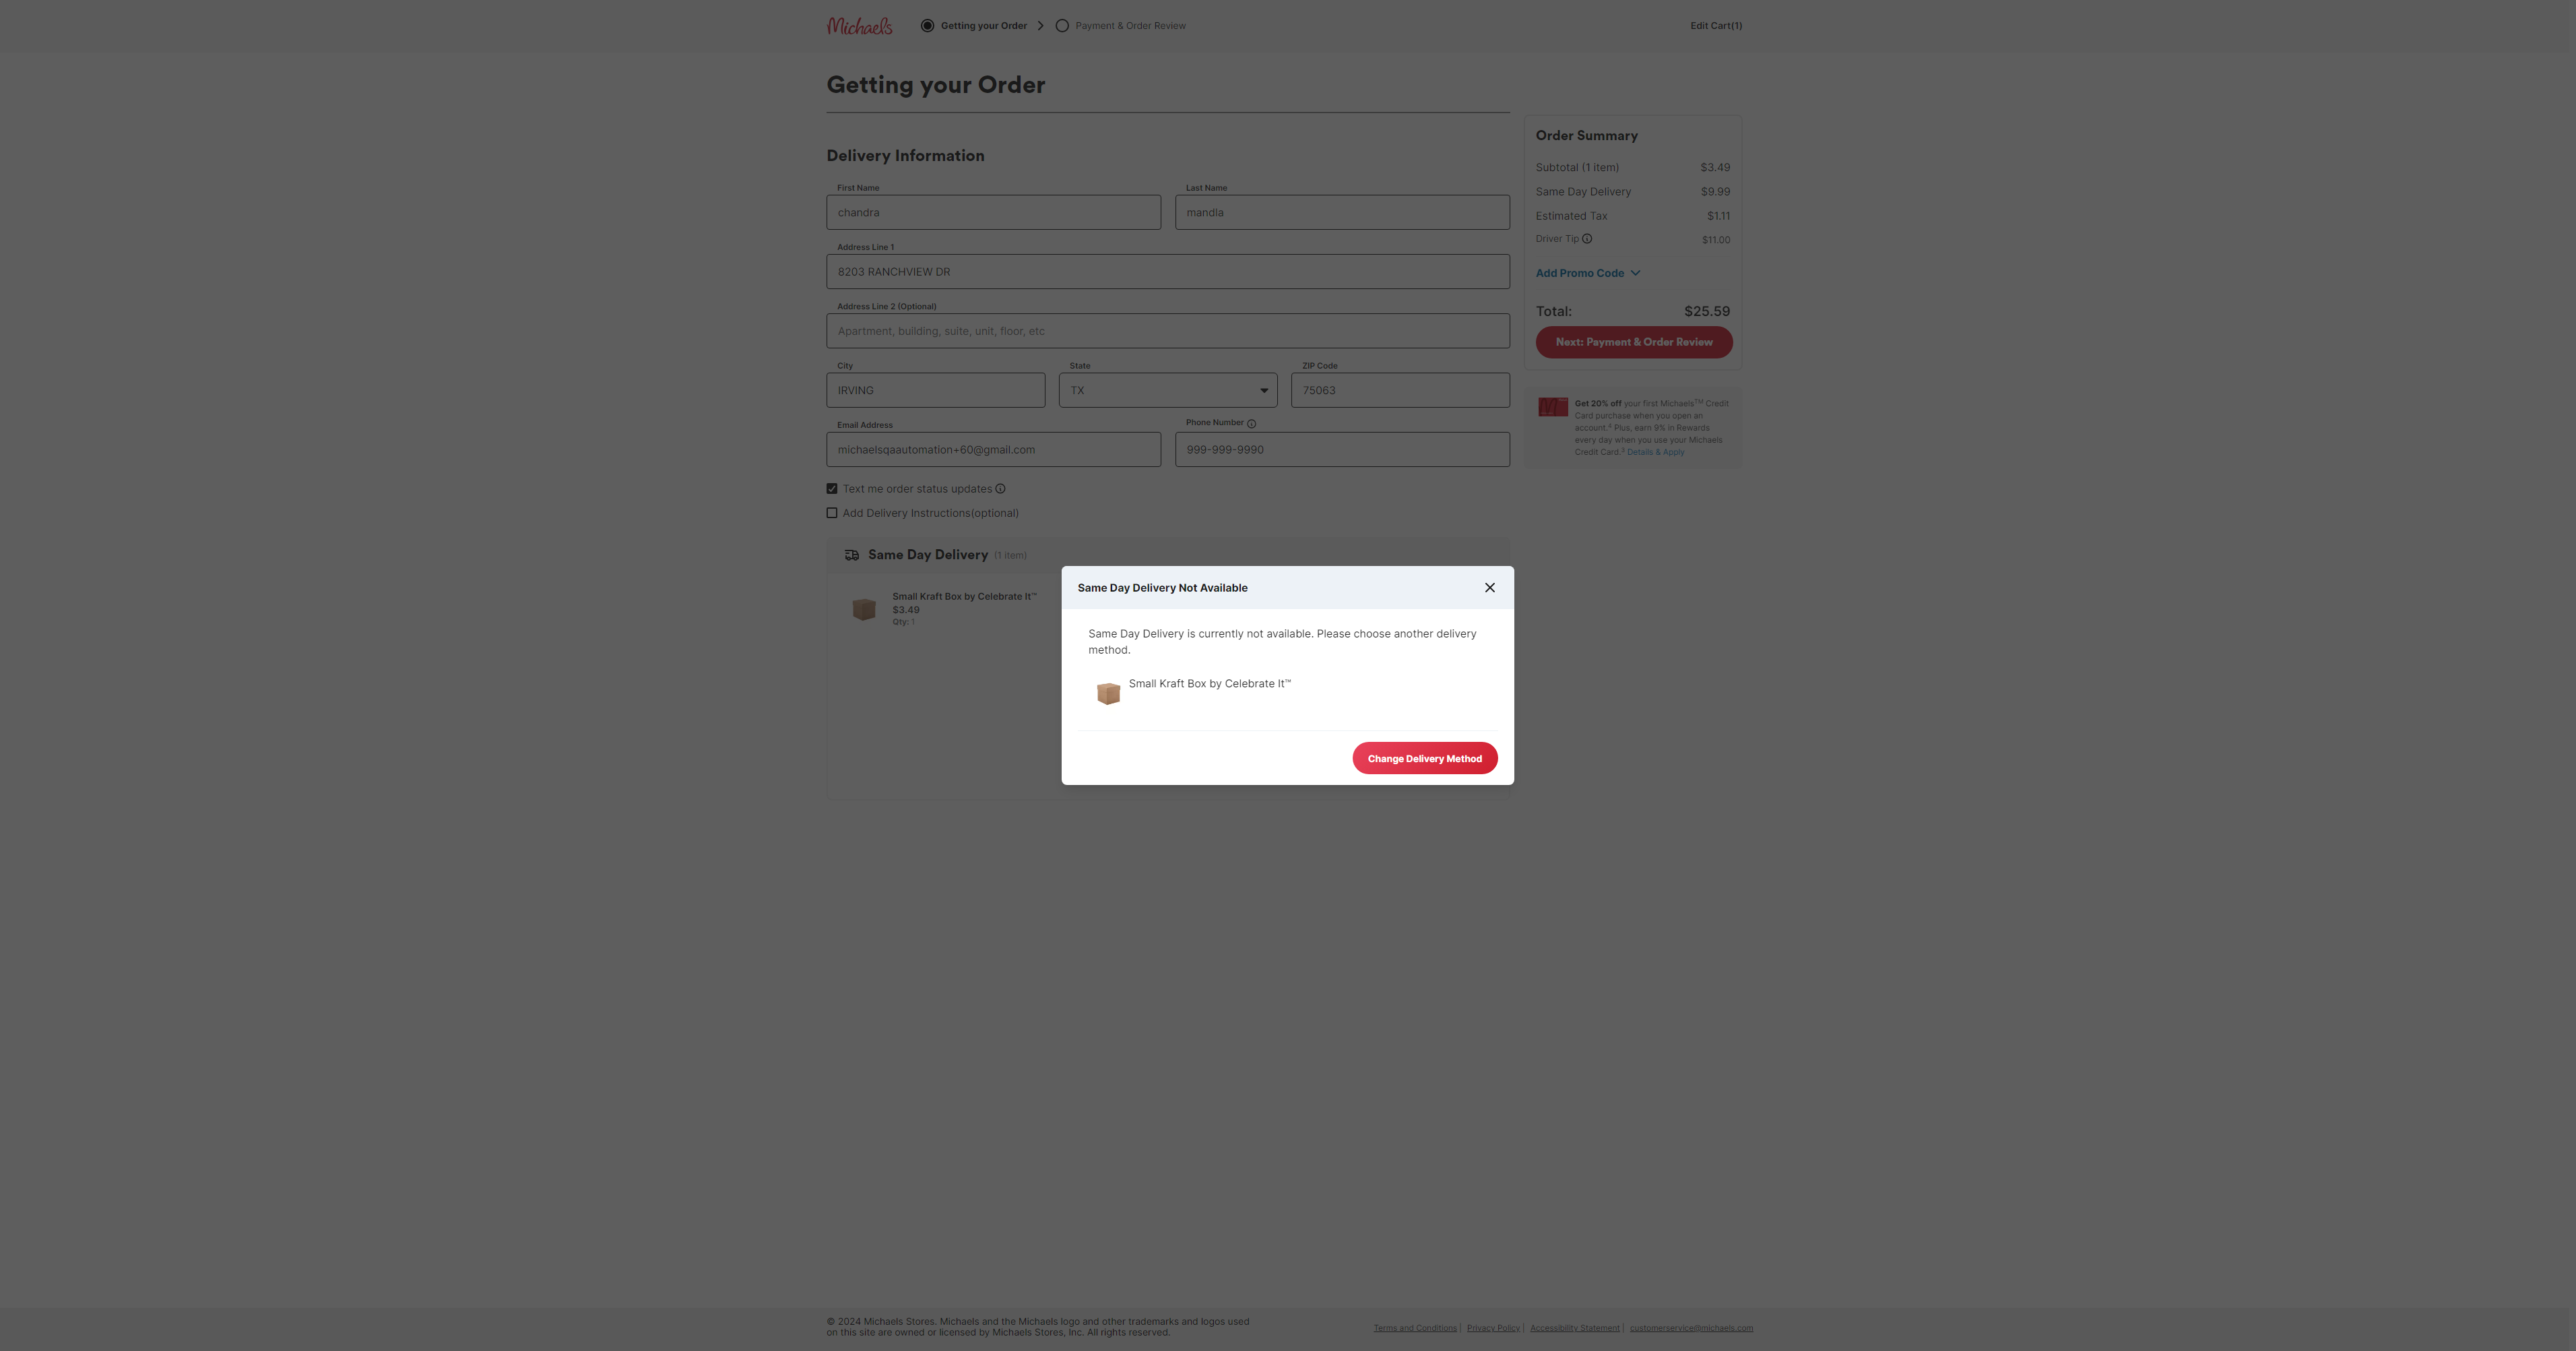 Michaels
Getting your Order
Payment & Order Review
Edit Cart(1)
Getting your Order
Delivery Information
First Name
Last Name
chandra
mandla
Address Line 1
8203 RANCHVIEW DR
Address Line 2 (Optional)
Apartment, building, suite, unit, floor, etc
City
State
ZIP Code
IRVING
TX
75063
Email Address
Phone Number
michaelsqaautomation+60@gmail.com
999-999-9990
Text me order status updates
Add Delivery Instructions(optional)
Same Day Delivery (1 item)
Small Kraft Box by Celebrate It™
$3.49
Qty: 1
Order Summary
Subtotal (1 item) $3.49
Same Day Delivery $9.99
Estimated Tax $1.11
Driver Tip $11.00
Add Promo Code
Total: $25.59
Next: Payment & Order Review
Get 20% off your first Michaels™ Credit
Card purchase when you open an
account.⁴ Plus, earn 9% in Rewards
every day when you use your Michaels
Credit Card.² Details & Apply
Same Day Delivery Not Available
Same Day Delivery is currently not available. Please choose another delivery
method.
Small Kraft Box by Celebrate It™
Change Delivery Method
© 2024 Michaels Stores. Michaels and the Michaels logo and other trademarks and logos used
on this site are owned or licensed by Michaels Stores, Inc. All rights reserved.
Terms and Conditions | Privacy Policy | Accessibility Statement | customerservice@michaels.com